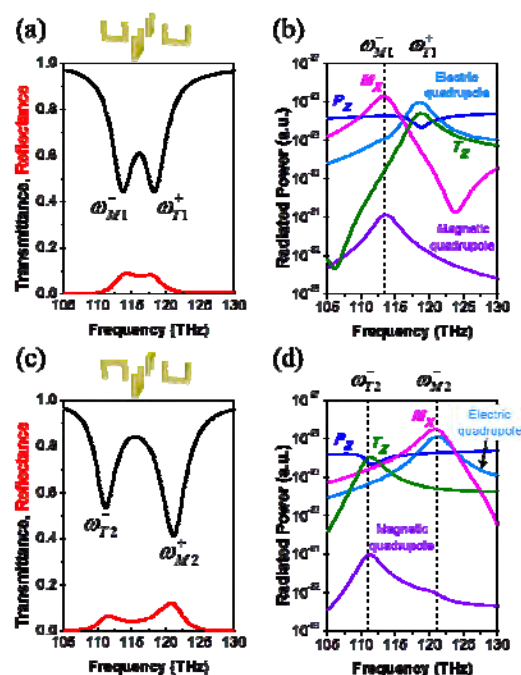 (a)
Transmittance, Reflectance
1.0
0.8
0.6
0.4
0.2
0.0
ω⁻M1
ω⁺T1
105 110 115 120 125 130
Frequency (THz)
(b)
ω⁻M1 ω⁺T1
Radiated Power (a.u.)
Mx
Electric quadrupole
Pz
Tz
Magnetic quadrupole
105 110 115 120 125 130
Frequency (THz)
(c)
Transmittance, Reflectance
1.0
0.8
0.6
0.4
0.2
0.0
ω⁻T2
ω⁺M2
105 110 115 120 125 130
Frequency (THz)
(d)
ω⁻T2 ω⁻M2
Radiated Power (a.u.)
Mx
Electric quadrupole
Pz
Tz
Magnetic quadrupole
105 110 115 120 125 130
Frequency (THz)